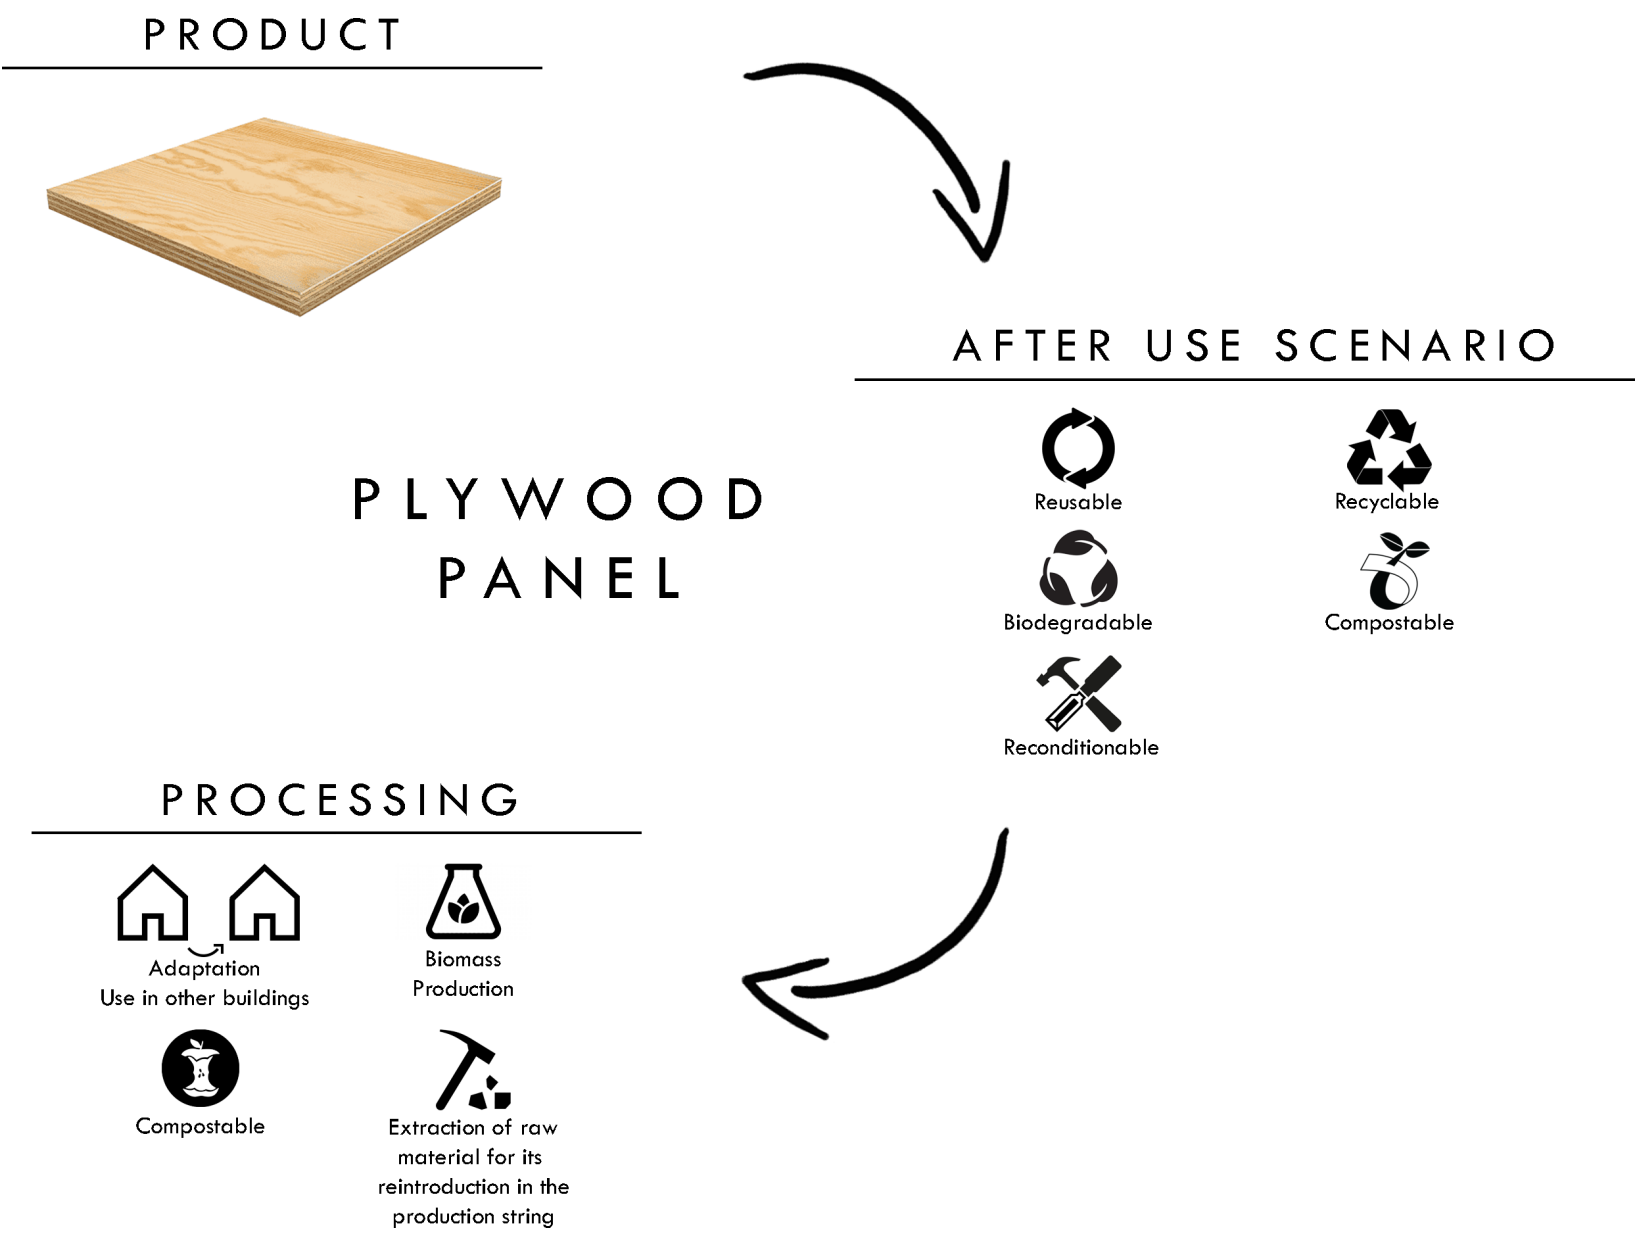 PRODUCT
AFTER USE SCENARIO
Reusable
Recyclable
Biodegradable
Compostable
Reconditionable
PLYWOOD
PANEL
PROCESSING
Adaptation
Use in other buildings
Biomass
Production
Compostable
Extraction of raw
material for its
reintroduction in the
production string